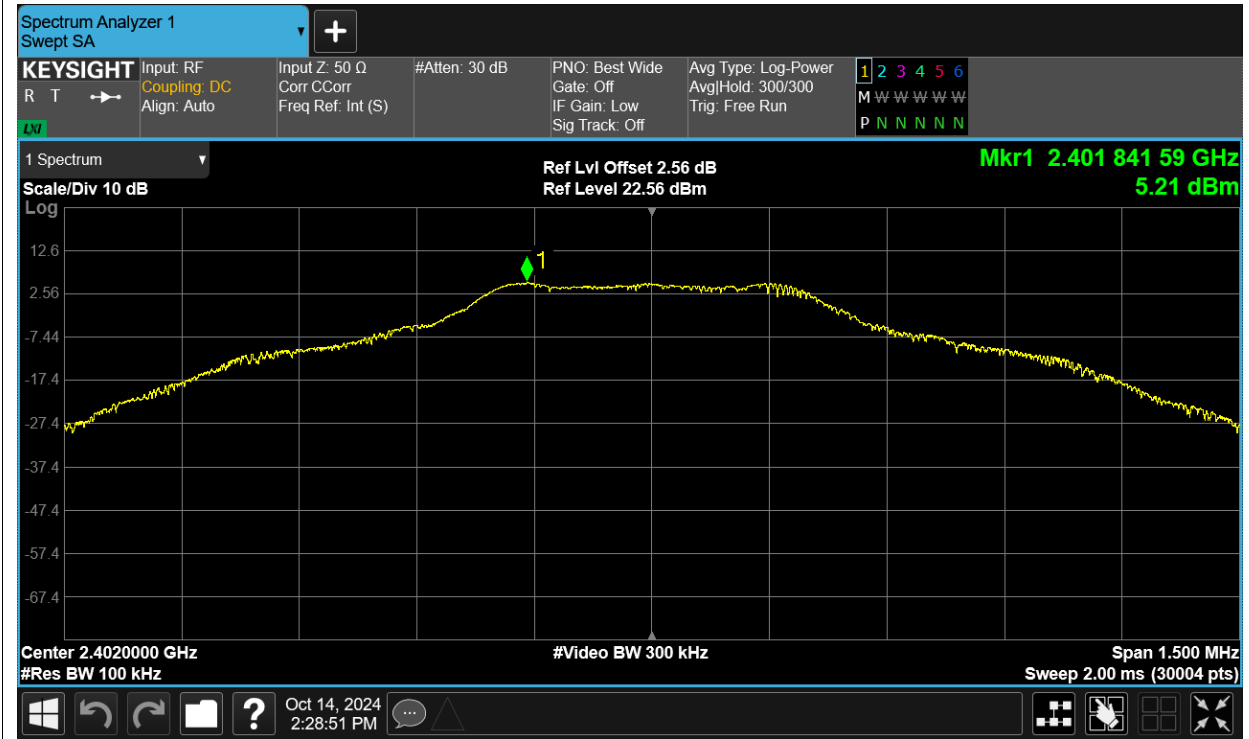 Spectrum Analyzer 1
Swept SA
+
KEYSIGHT
R T
LXI
Input: RF
Coupling: DC
Align: Auto
Input Z: 50 Ω
Corr CCorr
Freq Ref: Int (S)
#Atten: 30 dB
PNO: Best Wide
Gate: Off
IF Gain: Low
Sig Track: Off
Avg Type: Log-Power
Avg|Hold: 300/300
Trig: Free Run
1 2 3 4 5 6
M W W W W W
P N N N N N
1 Spectrum
Scale/Div 10 dB
Log
Ref Lvl Offset 2.56 dB
Ref Level 22.56 dBm
Mkr1 2.401 841 59 GHz
5.21 dBm
1
12.6
2.56
-7.44
-17.4
-27.4
-37.4
-47.4
-57.4
-67.4
Center 2.4020000 GHz
#Res BW 100 kHz
#Video BW 300 kHz
Span 1.500 MHz
Sweep 2.00 ms (30004 pts)
?
Oct 14, 2024
2:28:51 PM